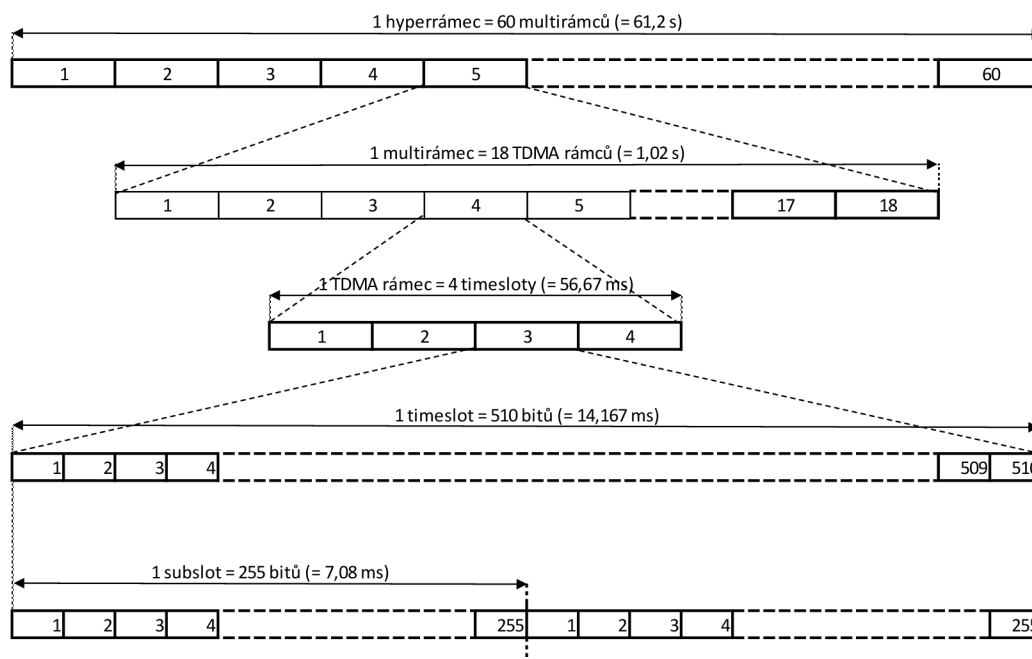 1 hyperrámec = 60 multirámců (= 61,2 s)
1 2 3 4 5 60
1 multirámec = 18 TDMA rámců (= 1,02 s)
1 2 3 4 5 17 18
1 TDMA rámec = 4 timesloty (= 56,67 ms)
1 2 3 4
1 timeslot = 510 bitů (= 14,167 ms)
1 2 3 4 509 510
1 subslot = 255 bitů (= 7,08 ms)
1 2 3 4 255 1 2 3 4 255